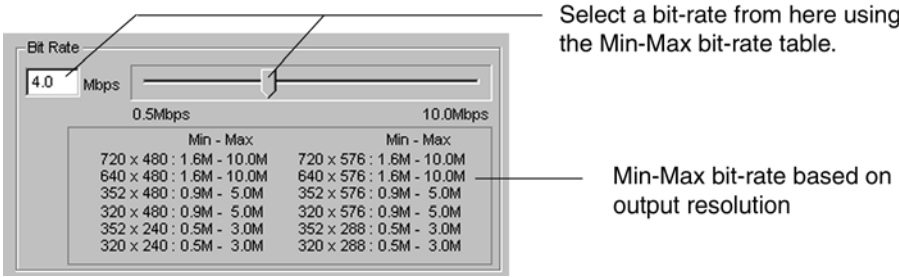 Select a bit-rate from here using
the Min-Max bit-rate table.
Bit Rate
4.0 Mbps
0.5Mbps 10.0Mbps
Min - Max Min - Max
720 x 480 : 1.6M - 10.0M 720 x 576 : 1.6M - 10.0M
640 x 480 : 1.6M - 10.0M 640 x 576 : 1.6M - 10.0M
352 x 480 : 0.9M - 5.0M 352 x 576 : 0.9M - 5.0M
320 x 480 : 0.9M - 5.0M 320 x 576 : 0.9M - 5.0M
352 x 240 : 0.5M - 3.0M 352 x 288 : 0.5M - 3.0M
320 x 240 : 0.5M - 3.0M 320 x 288 : 0.5M - 3.0M
Min-Max bit-rate based on
output resolution